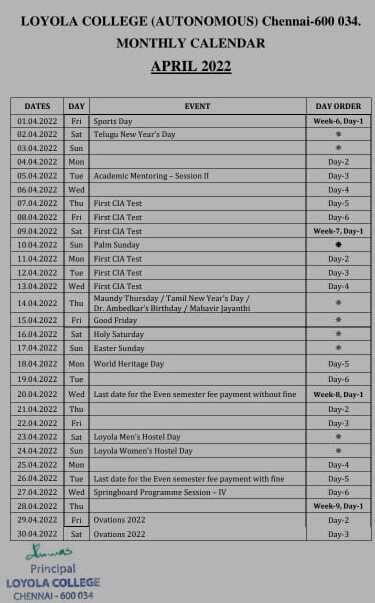 LOYOLA COLLEGE (AUTONOMOUS) Chennai-600 034.
MONTHLY CALENDAR
APRIL 2022
DATES DAY EVENT DAY ORDER
01.04.2022 Fri Sports Day Week-6, Day-1
02.04.2022 Sat Telugu New Year's Day *
03.04.2022 Sun *
04.04.2022 Mon Day-2
05.04.2022 Tue Academic Mentoring – Session II Day-3
06.04.2022 Wed Day-4
07.04.2022 Thu First CIA Test Day-5
08.04.2022 Fri First CIA Test Day-6
09.04.2022 Sat First CIA Test Week-7, Day-1
10.04.2022 Sun Palm Sunday *
11.04.2022 Mon First CIA Test Day-2
12.04.2022 Tue First CIA Test Day-3
13.04.2022 Wed First CIA Test Day-4
14.04.2022 Thu Maundy Thursday / Tamil New Year's Day / *
Dr. Ambedkar's Birthday / Mahavir Jayanthi
15.04.2022 Fri Good Friday *
16.04.2022 Sat Holy Saturday *
17.04.2022 Sun Easter Sunday *
18.04.2022 Mon World Heritage Day Day-5
19.04.2022 Tue Day-6
20.04.2022 Wed Last date for the Even semester fee payment without fine Week-8, Day-1
21.04.2022 Thu Day-2
22.04.2022 Fri Day-3
23.04.2022 Sat Loyola Men's Hostel Day *
24.04.2022 Sun Loyola Women's Hostel Day *
25.04.2022 Mon Day-4
26.04.2022 Tue Last date for the Even semester fee payment with fine Day-5
27.04.2022 Wed Springboard Programme Session – IV Day-6
28.04.2022 Thu Week-9, Day-1
29.04.2022 Fri Ovations 2022 Day-2
30.04.2022 Sat Ovations 2022 Day-3
Principal
LOYOLA COLLEGE
CHENNAI - 600 034